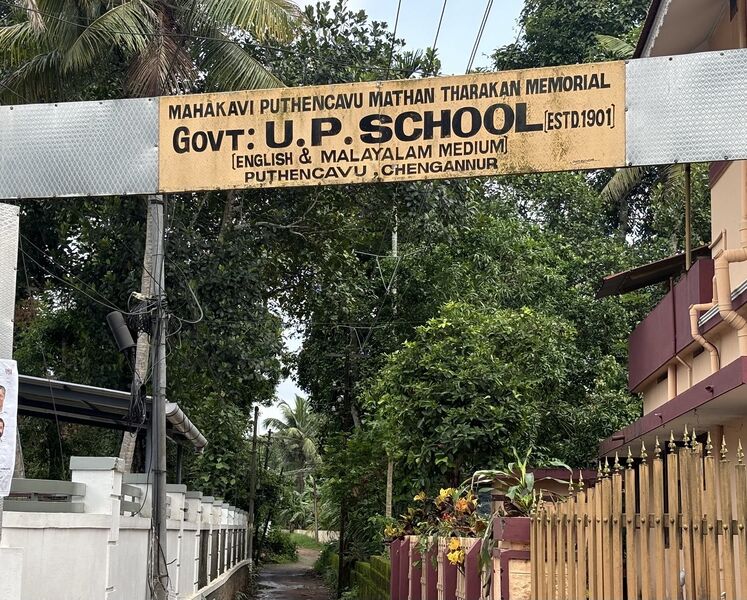 MAHAKAVI PUTHENCAVU MATHAN THARAKAN MEMORIAL
GOVT: U.P. SCHOOL [ESTD.1901]
[ENGLISH & MALAYALAM MEDIUM]
PUTHENCAVU , CHENGANNUR